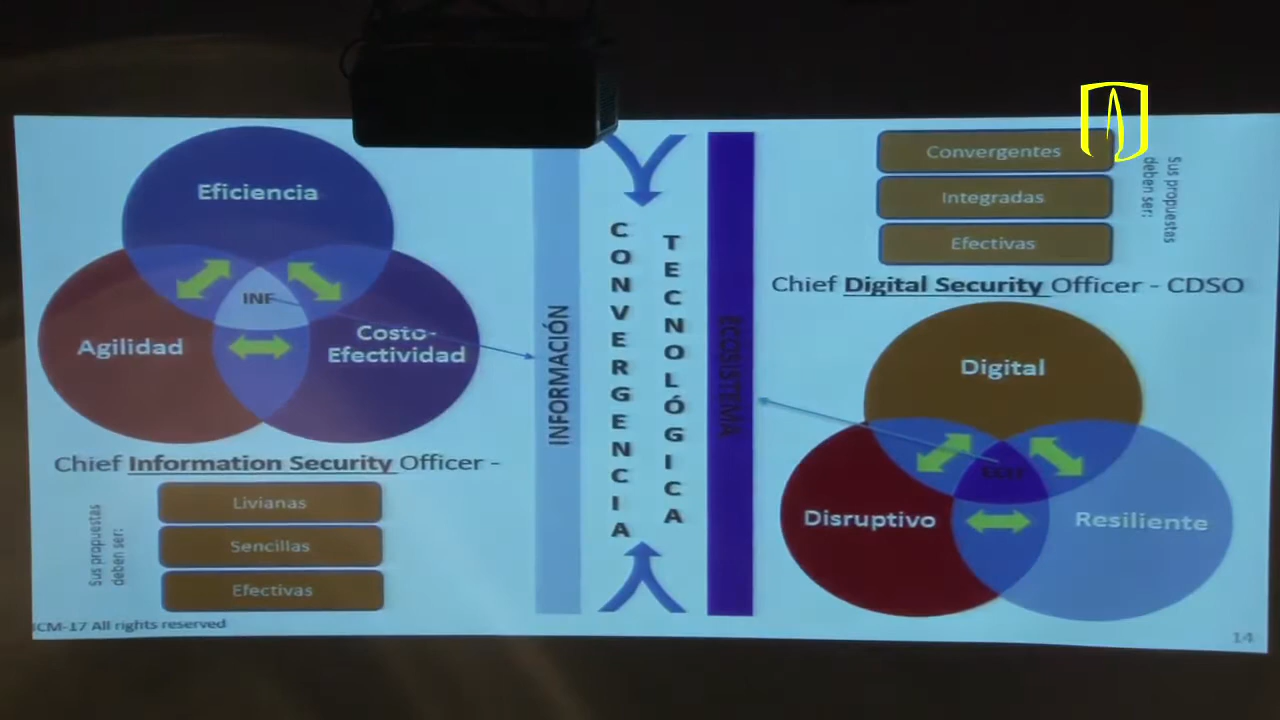 Eficiencia
Agilidad
INF
Costo-
Efectividad
Chief Information Security Officer -
Sus propuestas
deben ser:
Livianas
Sencillas
Efectivas
JCM-17 All rights reserved
INFORMACIÓN
CONVERGENCIA
TECNOLÓGICA
ECOSISTEMA
Convergentes
Integradas
Efectivas
Sus propuestas
deben ser:
Chief Digital Security Officer - CDSO
Digital
Disruptivo
Resiliente
14